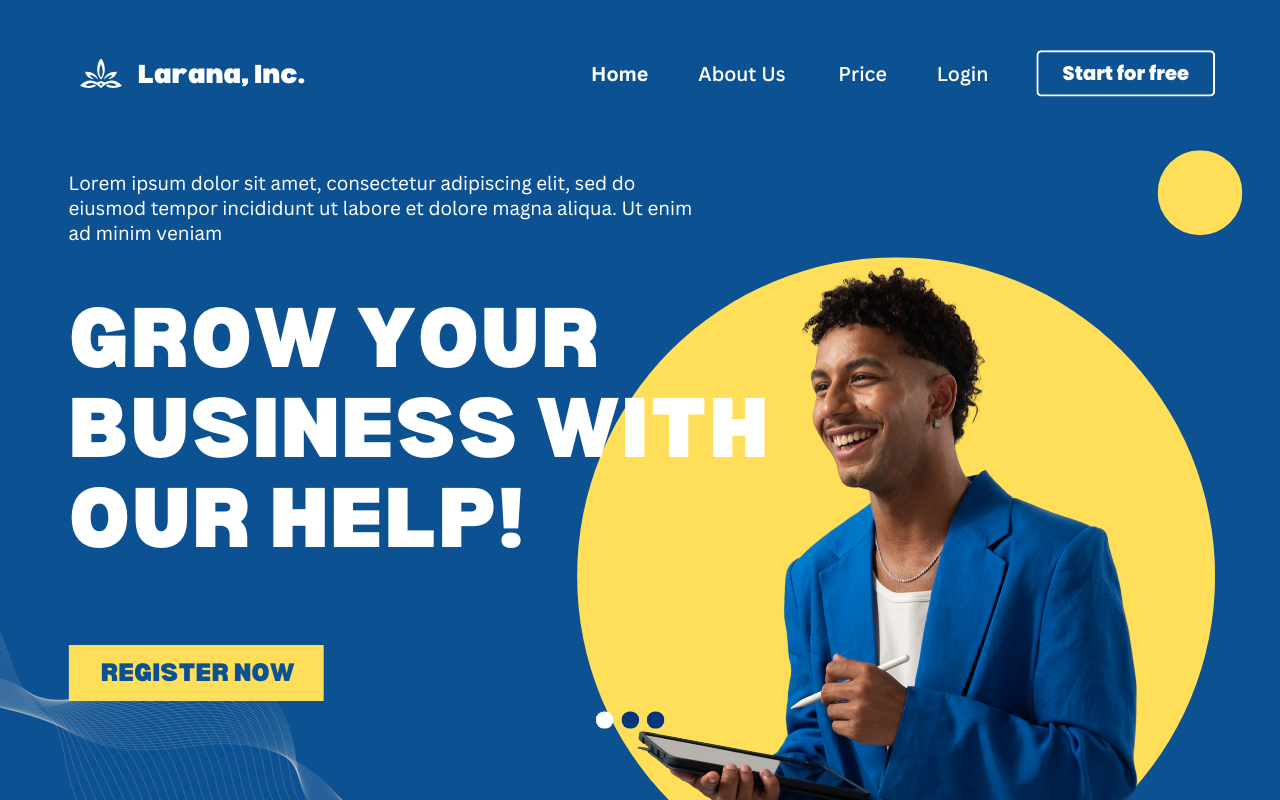 Larana, Inc.
Home
About Us
Price
Login
Start for free
Lorem ipsum dolor sit amet, consectetur adipiscing elit, sed do
eiusmod tempor incididunt ut labore et dolore magna aliqua. Ut enim
ad minim veniam
GROW YOUR
BUSINESS WITH
OUR HELP!
REGISTER NOW